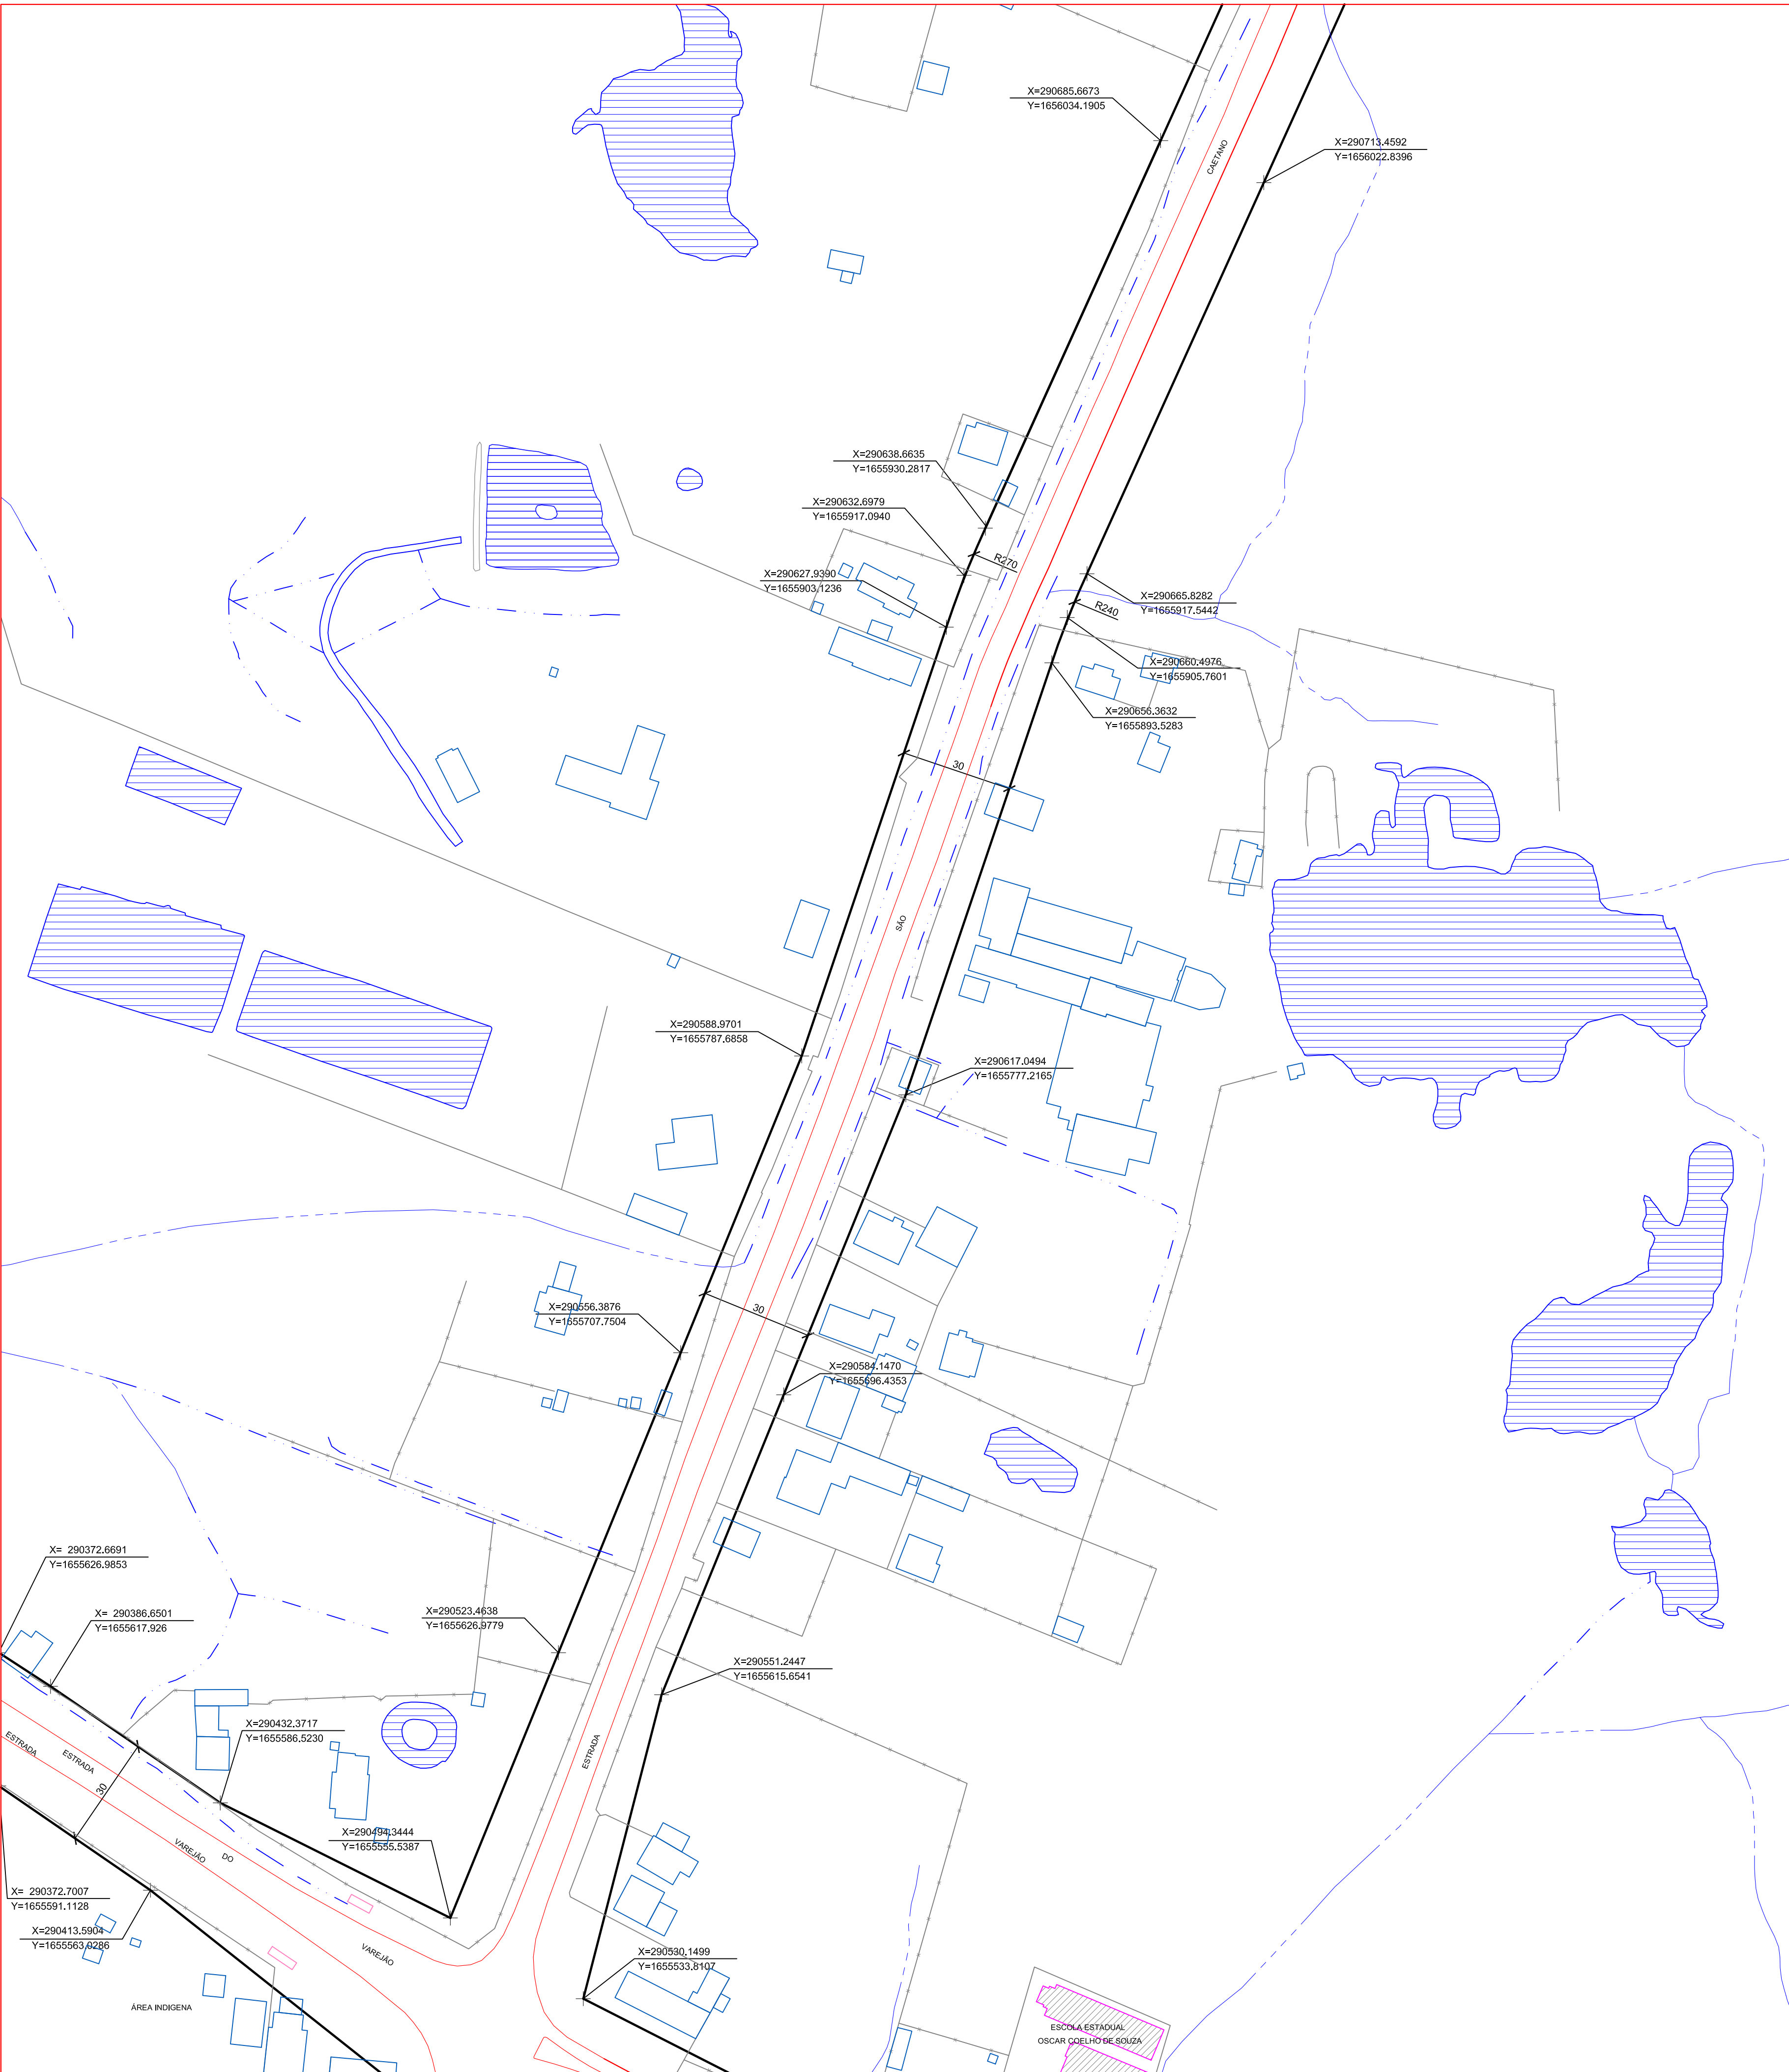 X=290685.6673
Y=1656034.1905
CAETANO
X=290713.4592
Y=1656022.8396
X=290638.6635
Y=1655930.2817
X=290632.6979
Y=1655917.0940
R270
X=290627.9390
Y=1655903.1236
X=290665.8282
Y=1655917.5442
R240
X=290660.4976
Y=1655905.7601
X=290656.3632
Y=1655893.5283
30
SÃO
X=290588.9701
Y=1655787.6858
X=290617.0494
Y=1655777.2165
X=290556.3876
Y=1655707.7504
30
X=290584.1470
Y=1655696.4353
X= 290372.6691
Y=1655626.9853
X= 290386.6501
Y=1655617.926
X=290523.4638
Y=1655626.9779
X=290551.2447
Y=1655615.6541
X=290432.3717
Y=1655586.5230
ESTRADA
ESTRADA
ESTRADA
30
X=290494.3444
Y=1655555.5387
VAREJÃO
DO
X= 290372.7007
Y=1655591.1128
X=290413.5904
Y=1655563.0286
VAREJÃO
X=290530.1499
Y=1655533.8107
ÁREA INDIGENA
ESCOLA ESTADUAL
OSCAR COELHO DE SOUZA